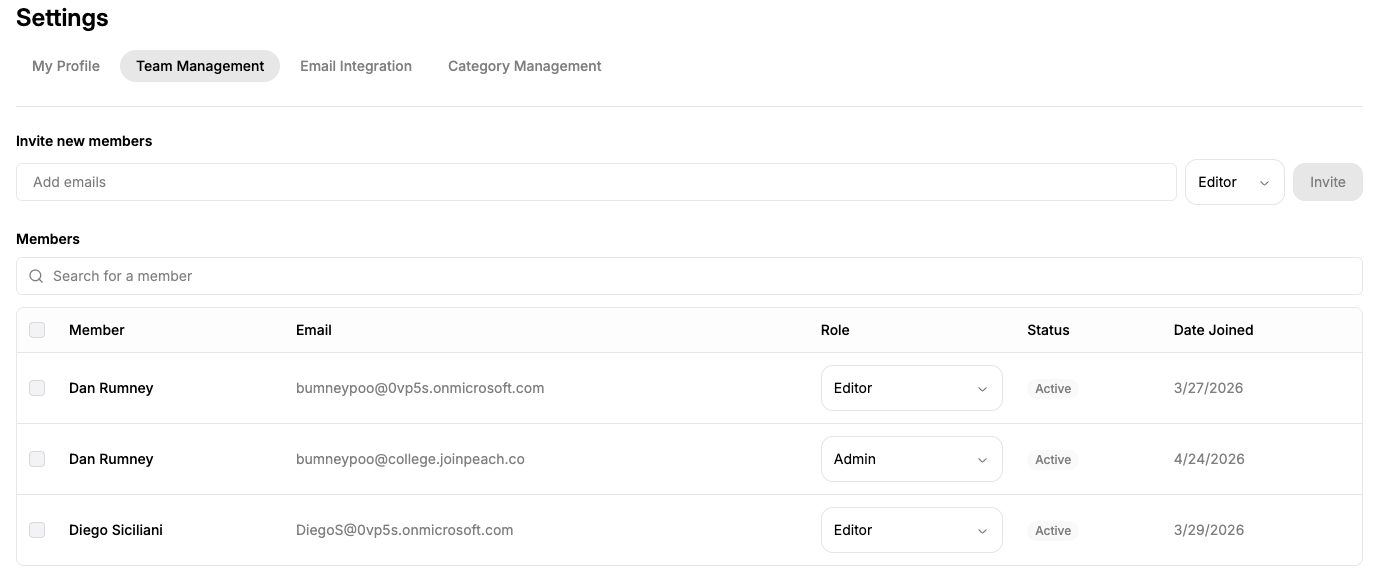 Settings
My Profile Team Management Email Integration Category Management
Invite new members
Add emails Editor Invite
Members
Search for a member
Member Email Role Status Date Joined
Dan Rumney bumneypoo@0vp5s.onmicrosoft.com Editor Active 3/27/2026
Dan Rumney bumneypoo@college.joinpeach.co Admin Active 4/24/2026
Diego Siciliani DiegoS@0vp5s.onmicrosoft.com Editor Active 3/29/2026